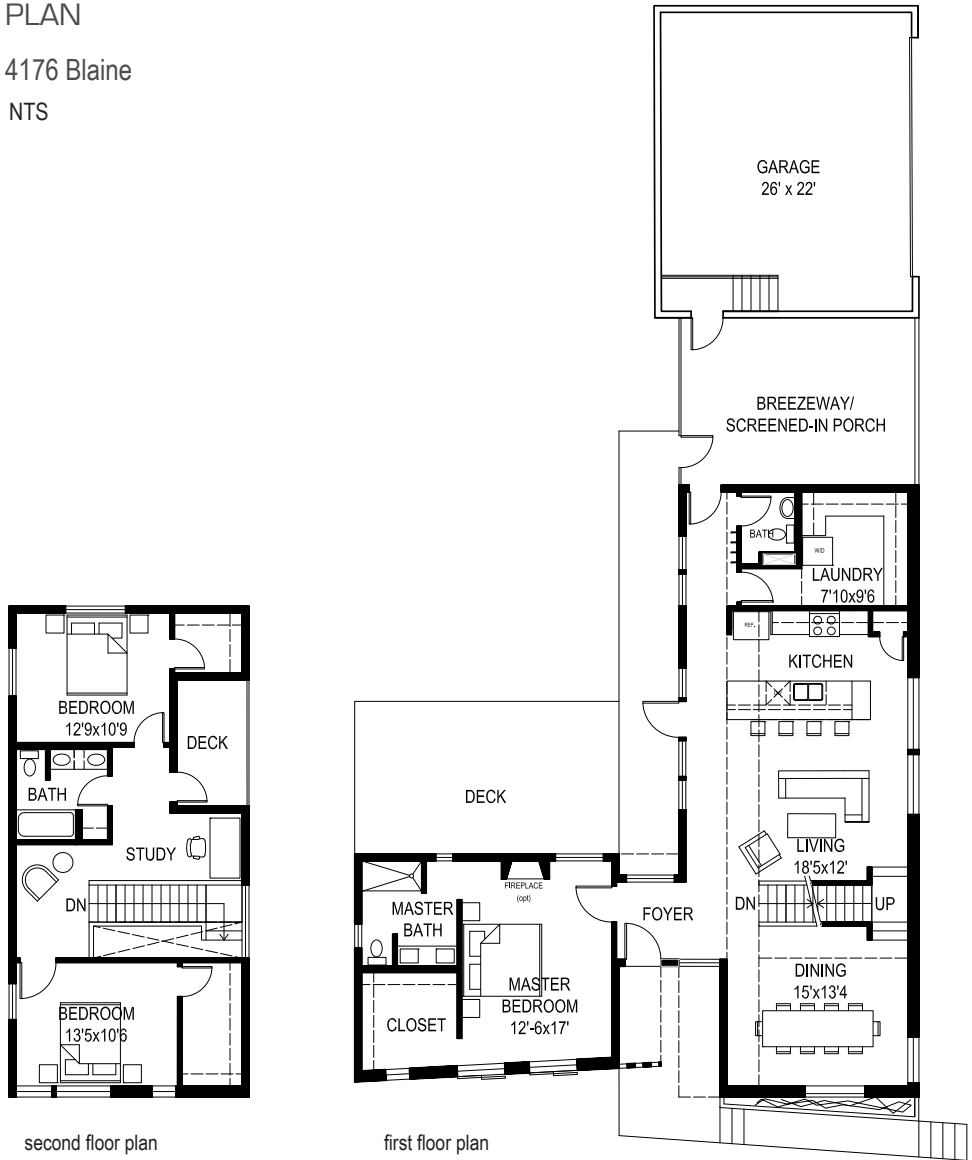 PLAN
4176 Blaine
NTS
GARAGE
26' x 22'
BREEZEWAY/
SCREENED-IN PORCH
BATH
W/D
LAUNDRY
7'10x9'6
REF.
KITCHEN
LIVING
18'5x12'
DN
UP
DINING
15'x13'4
DECK
FOYER
FIREPLACE
(opt)
MASTER
BATH
MASTER
BEDROOM
12'-6x17'
CLOSET
first floor plan
BEDROOM
12'9x10'9
DECK
BATH
STUDY
DN
BEDROOM
13'5x10'6
second floor plan